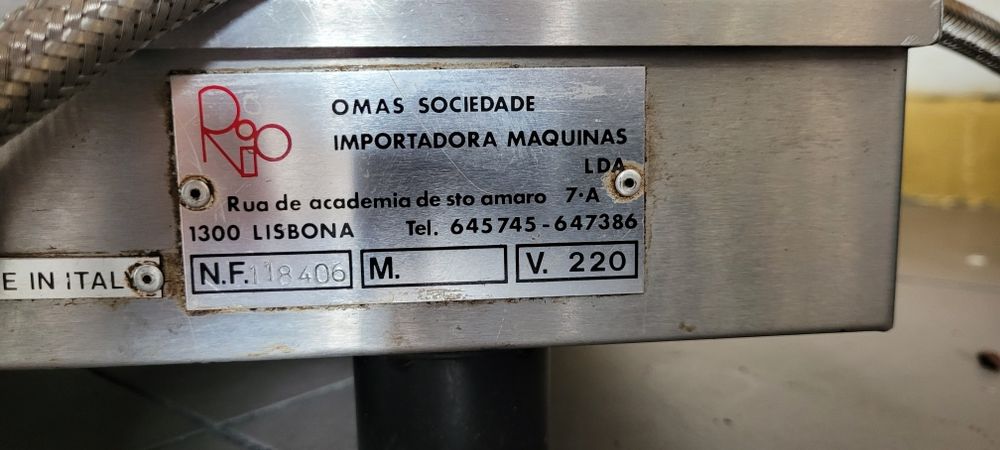 Rio
OMAS SOCIEDADE
IMPORTADORA MAQUINAS
LDA
Rua de academia de sto amaro 7·A
1300 LISBONA Tel. 645745 - 647386
N.F. 118406 M. V. 220
E IN ITAL